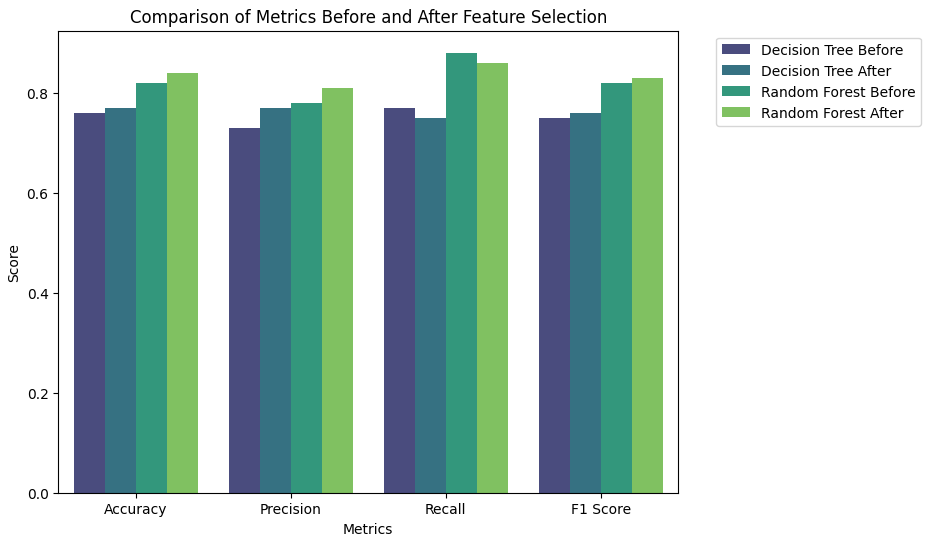 Comparison of Metrics Before and After Feature Selection
Decision Tree Before
Decision Tree After
Random Forest Before
Random Forest After
Score
0.8
0.6
0.4
0.2
0.0
Accuracy
Precision
Recall
F1 Score
Metrics